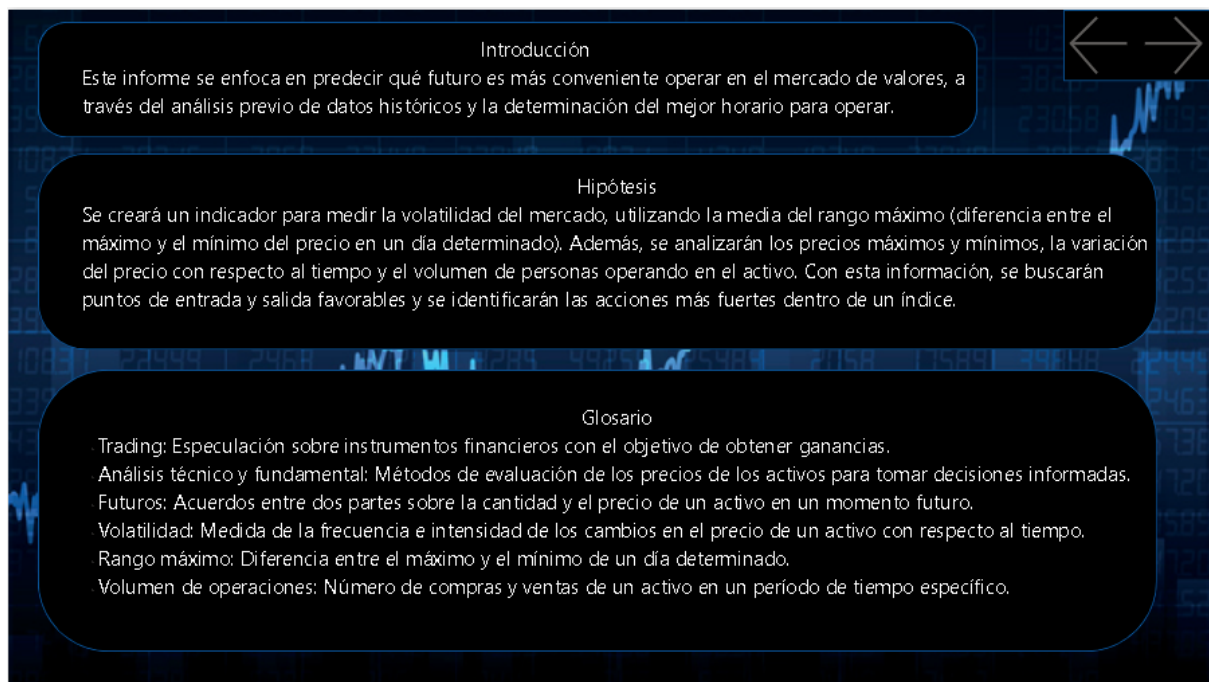 Introducción
Este informe se enfoca en predecir qué futuro es más conveniente operar en el mercado de valores, a
través del análisis previo de datos históricos y la determinación del mejor horario para operar.
Hipótesis
Se creará un indicador para medir la volatilidad del mercado, utilizando la media del rango máximo (diferencia entre el
máximo y el mínimo del precio en un día determinado). Además, se analizarán los precios máximos y mínimos, la variación
del precio con respecto al tiempo y el volumen de personas operando en el activo. Con esta información, se buscarán
puntos de entrada y salida favorables y se identificarán las acciones más fuertes dentro de un índice.
Glosario
Trading: Especulación sobre instrumentos financieros con el objetivo de obtener ganancias.
Análisis técnico y fundamental: Métodos de evaluación de los precios de los activos para tomar decisiones informadas.
Futuros: Acuerdos entre dos partes sobre la cantidad y el precio de un activo en un momento futuro.
Volatilidad: Medida de la frecuencia e intensidad de los cambios en el precio de un activo con respecto al tiempo.
Rango máximo: Diferencia entre el máximo y el mínimo de un día determinado.
Volumen de operaciones: Número de compras y ventas de un activo en un período de tiempo específico.